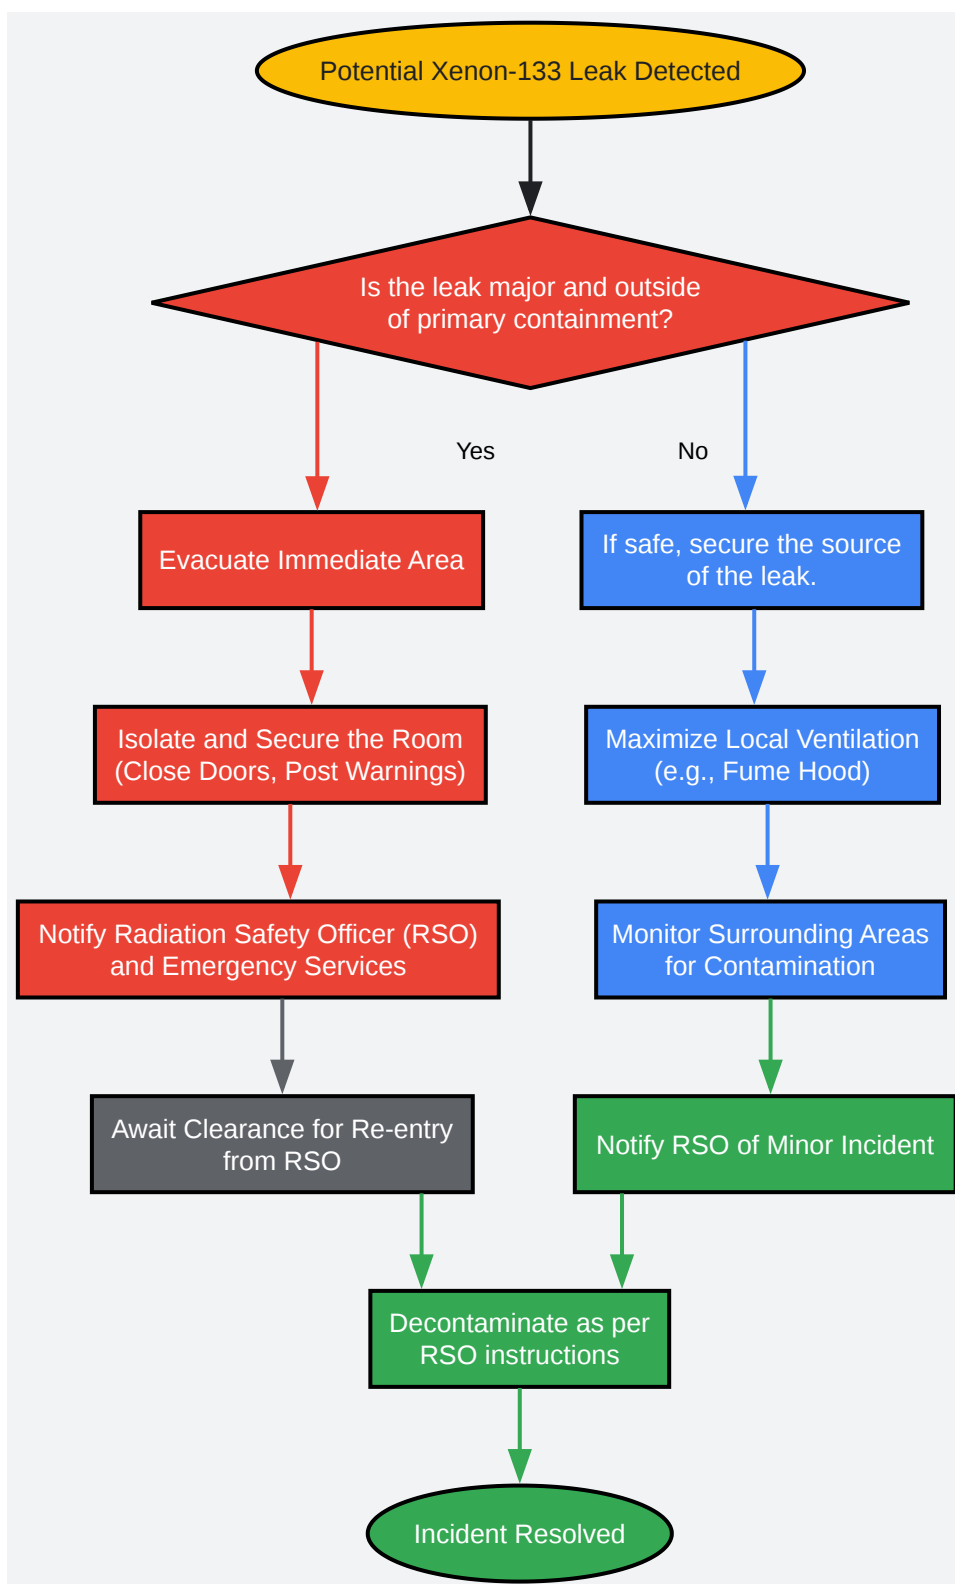 Potential Xenon-133 Leak Detected
Is the leak major and outside
of primary containment?
Yes
No
Evacuate Immediate Area
If safe, secure the source
of the leak.
Isolate and Secure the Room
(Close Doors, Post Warnings)
Maximize Local Ventilation
(e.g., Fume Hood)
Notify Radiation Safety Officer (RSO)
and Emergency Services
Monitor Surrounding Areas
for Contamination
Await Clearance for Re-entry
from RSO
Notify RSO of Minor Incident
Decontaminate as per
RSO instructions
Incident Resolved